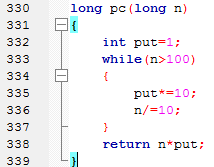 330 long pc(long n)
331 {
332     int put=1;
333     while(n>100)
334     {
335         put*=10;
336         n/=10;
337     }
338     return n*put;
339 }